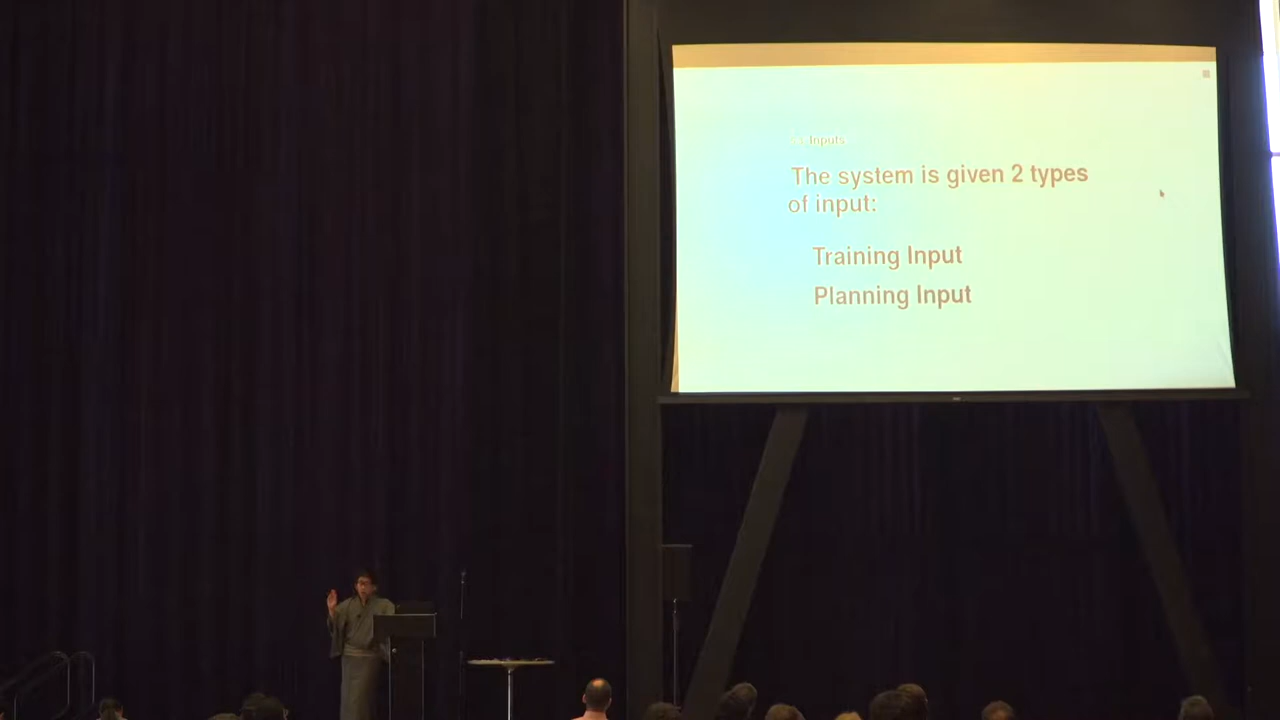 Inputs
The system is given 2 types
of input:
Training Input
Planning Input